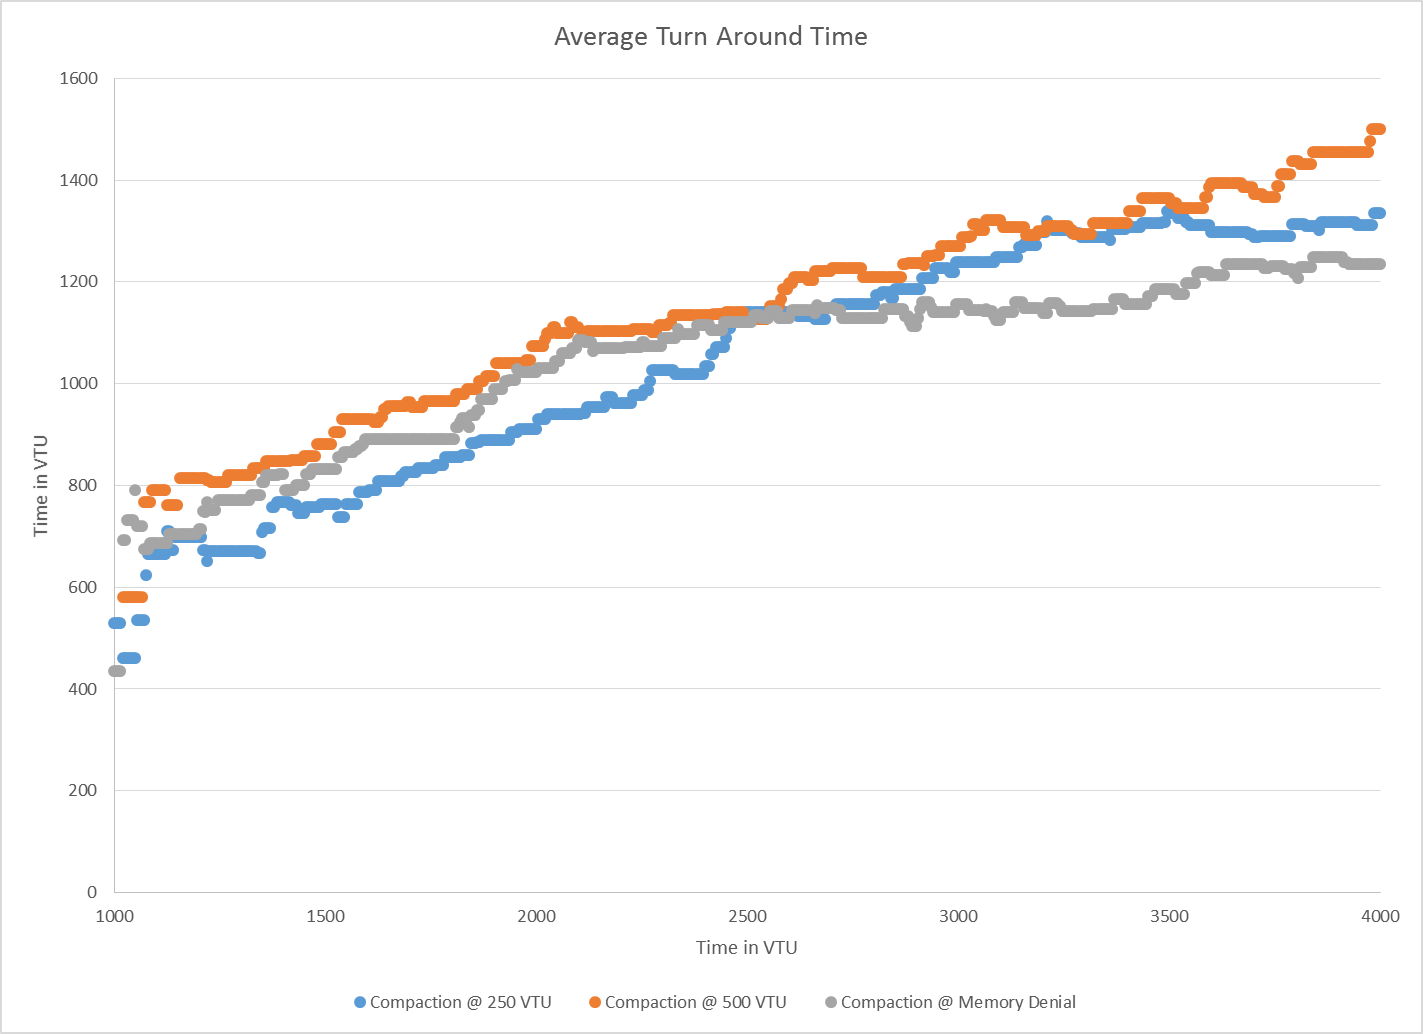 Average Turn Around Time
1600
1400
1200
1000
800
600
400
200
0
Time in VTU
1000 1500 2000 2500 3000 3500 4000
Time in VTU
Compaction @ 250 VTU Compaction @ 500 VTU Compaction @ Memory Denial